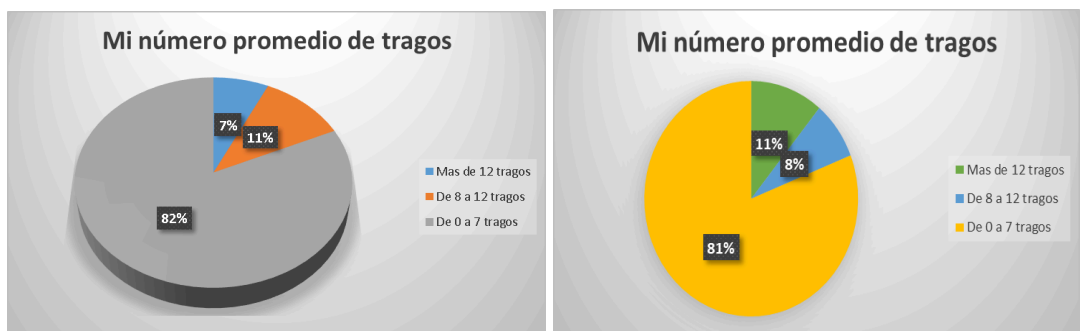 Mi número promedio de tragos
7%
11%
82%
Mas de 12 tragos
De 8 a 12 tragos
De 0 a 7 tragos
Mi número promedio de tragos
11%
8%
81%
Mas de 12 tragos
De 8 a 12 tragos
De 0 a 7 tragos